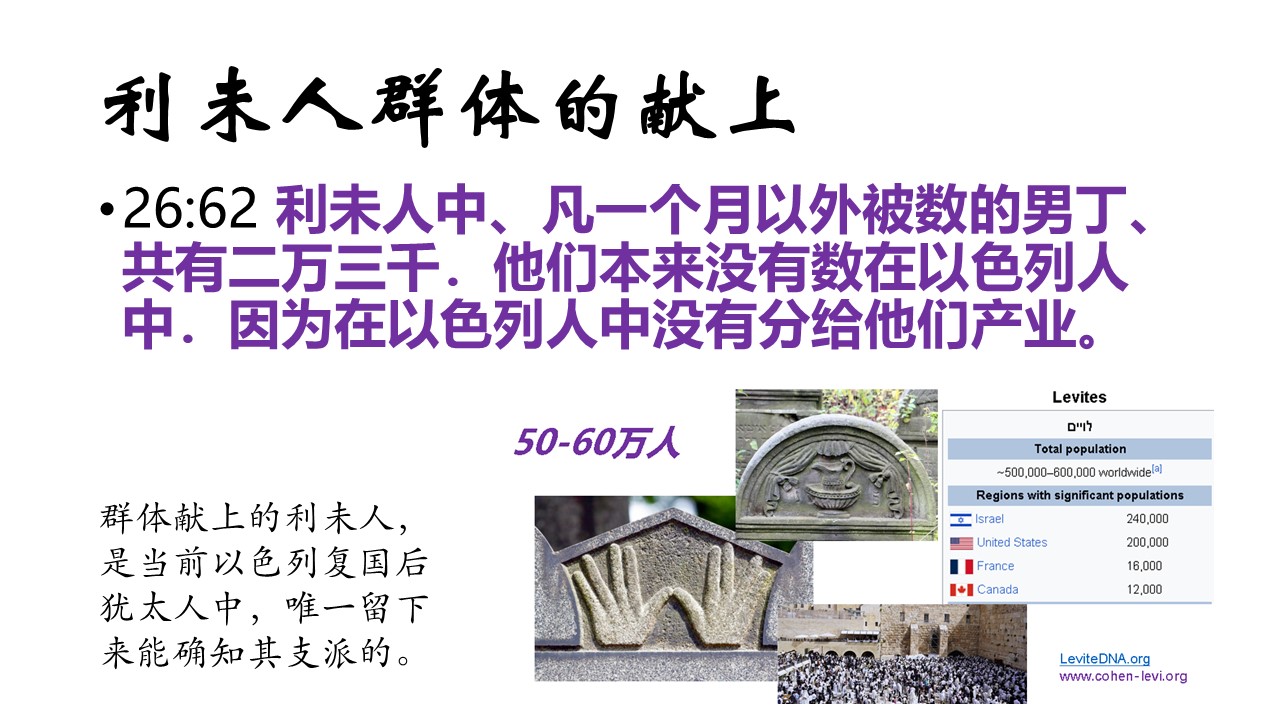 利未人群体的献上
•26:62 利未人中、凡一个月以外被数的男丁、
共有二万三千．他们本来没有数在以色列人
中．因为在以色列人中没有分给他们产业。
50-60万人
群体献上的利未人，
是当前以色列复国后
犹太人中，唯一留下
来能确知其支派的。
Levites
לויים
Total population
~500,000–600,000 worldwide[a]
Regions with significant populations
Israel 240,000
United States 200,000
France 16,000
Canada 12,000
LeviteDNA.org
www.cohen-levi.org